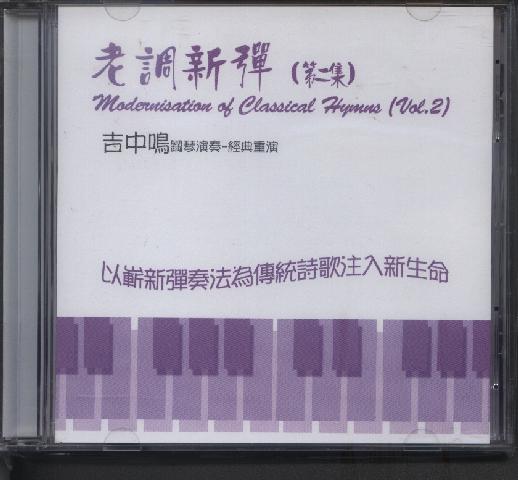 老調新彈 (第二集)
Modernisation of Classical Hymns (Vol.2)
吉中鳴鋼琴演奏-經典重演
以嶄新彈奏法為傳統詩歌注入新生命